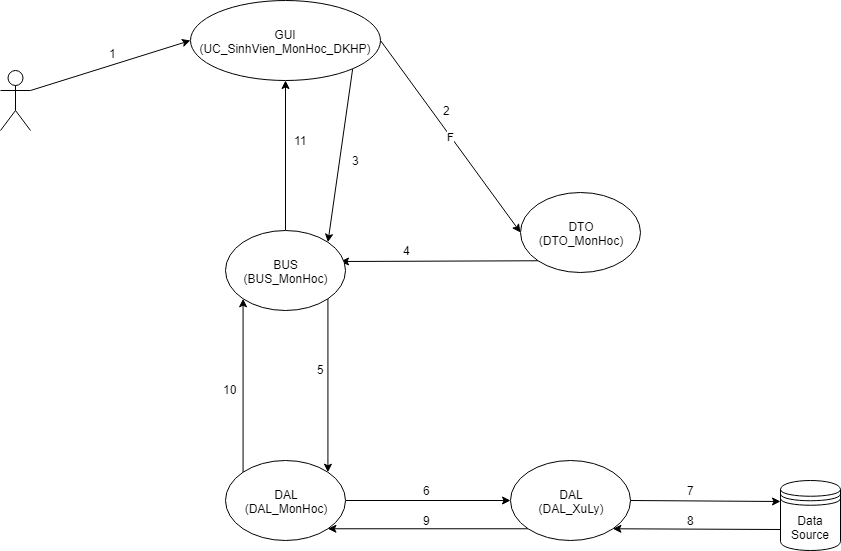 GUI
(UC_SinhVien_MonHoc_DKHP)
1
2
F
11
3
DTO
(DTO_MonHoc)
4
BUS
(BUS_MonHoc)
5
10
DAL
(DAL_MonHoc)
6
9
DAL
(DAL_XuLy)
7
8
Data
Source